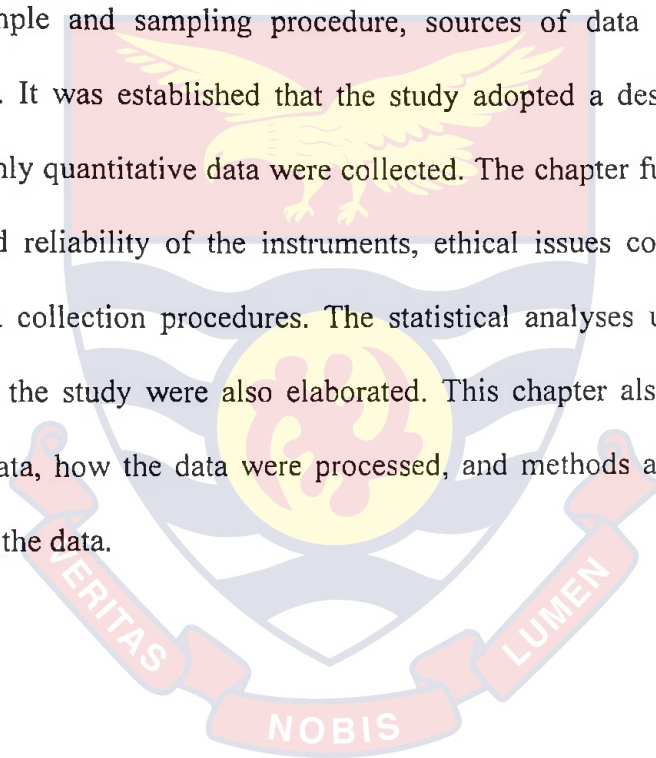 mple and sampling procedure, sources of data
. It was established that the study adopted a des
nly quantitative data were collected. The chapter fu
d reliability of the instruments, ethical issues co
collection procedures. The statistical analyses u
the study were also elaborated. This chapter als
ata, how the data were processed, and methods a
the data.
VERITAS
NOBIS
LUMEN